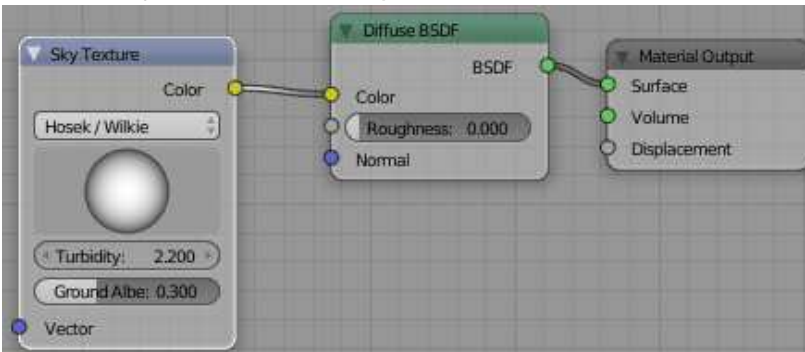 Sky Texture
Color
Hosek / Wilkie
Turbidity: 2.200
Ground Albe: 0.300
Vector
Diffuse BSDF
BSDF
Color
Roughness: 0.000
Normal
Material Output
Surface
Volume
Displacement